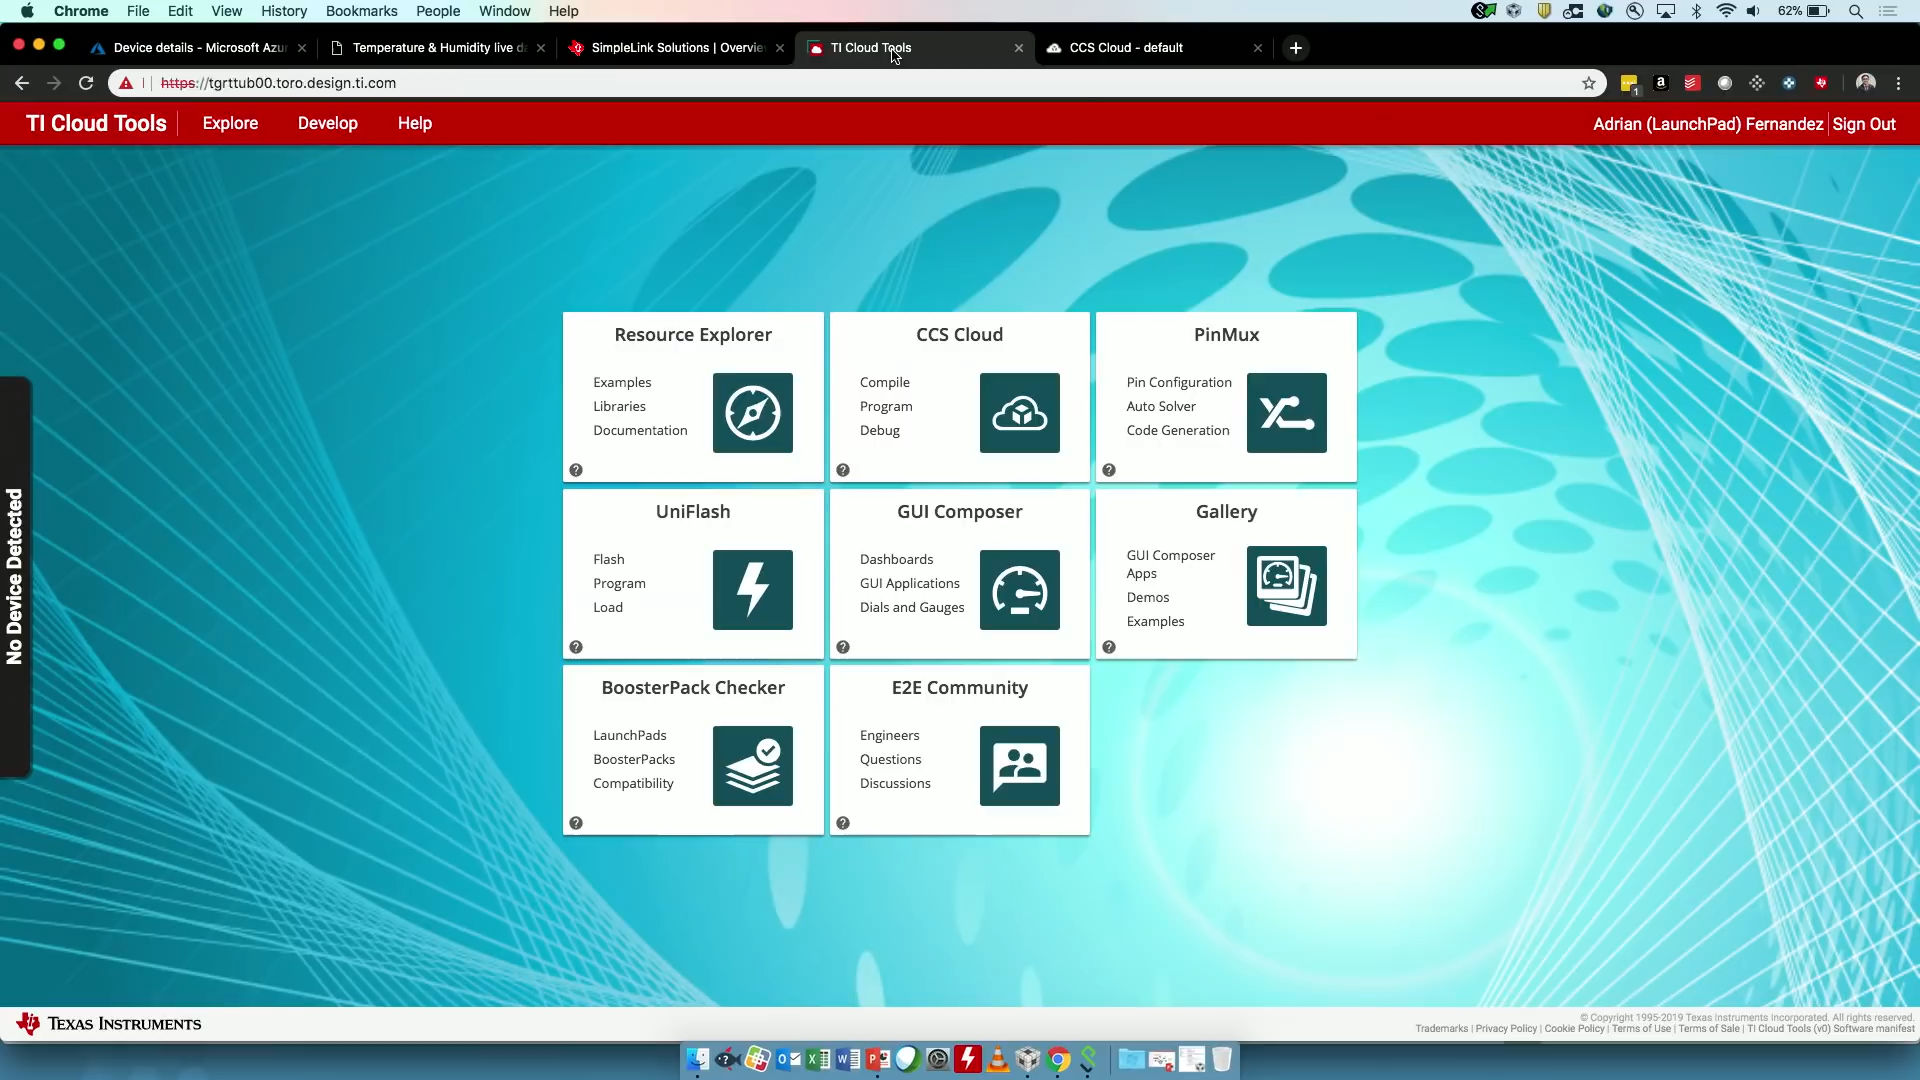 Chrome File Edit View History Bookmarks People Window Help 62%
Device details - Microsoft Azu Temperature & Humidity live d SimpleLink Solutions | Overvie TI Cloud Tools CCS Cloud - default
https://tgrttub00.toro.design.ti.com
TI Cloud Tools Explore Develop Help Adrian (LaunchPad) Fernandez Sign Out
No Device Detected
Resource Explorer
Examples
Libraries
Documentation
CCS Cloud
Compile
Program
Debug
PinMux
Pin Configuration
Auto Solver
Code Generation
UniFlash
Flash
Program
Load
GUI Composer
Dashboards
GUI Applications
Dials and Gauges
Gallery
GUI Composer
Apps
Demos
Examples
BoosterPack Checker
LaunchPads
BoosterPacks
Compatibility
E2E Community
Engineers
Questions
Discussions
TEXAS INSTRUMENTS
© Copyright 1995-2019 Texas Instruments Incorporated. All rights reserved.
Trademarks | Privacy Policy | Cookie Policy | Terms of Use | Terms of Sale | TI Cloud Tools (v0) Software manifest